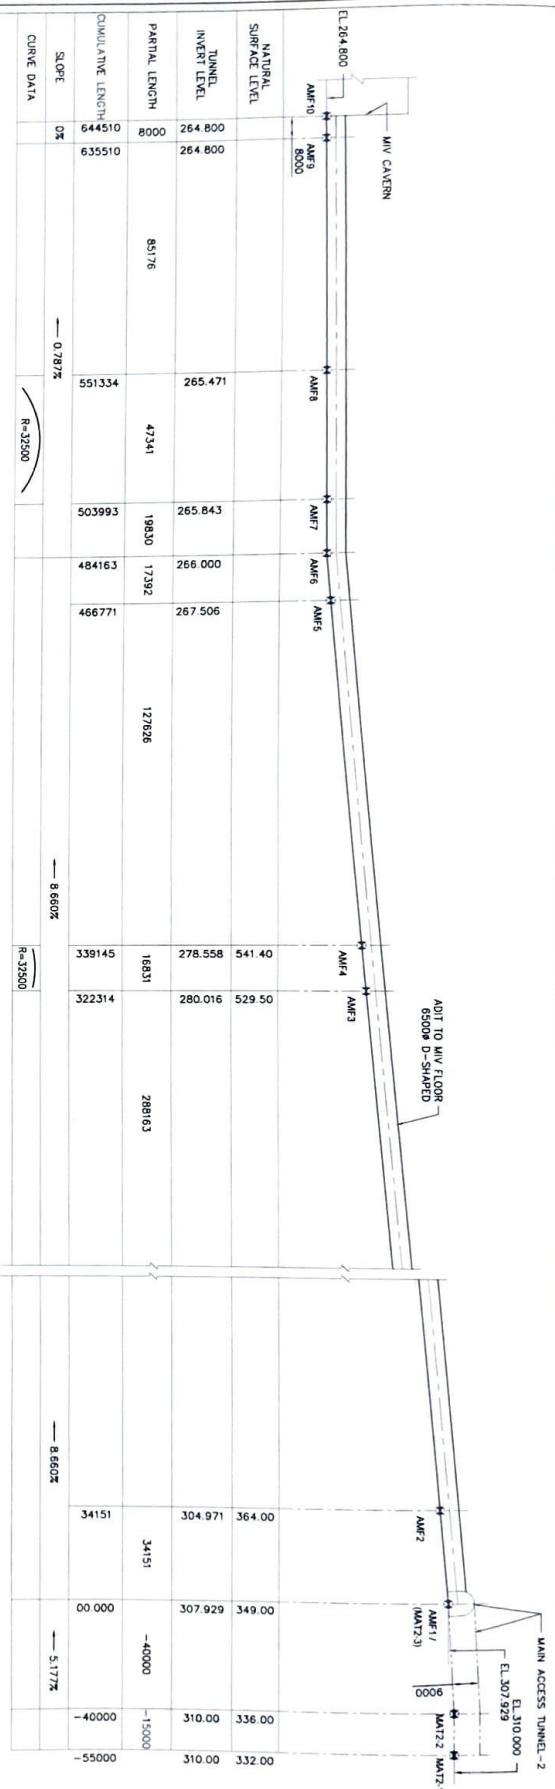 EL.264.800
MIV CAVERN
AMF10
AMF9
8000
AMF8
AMF7
AMF6
AMF5
AMF4
AMF3
ADIT TO MIV FLOOR
6500ø D-SHAPED
AMF2
AMF1/
(MAT2-3)
MAIN ACCESS TUNNEL-2
EL.310.000
EL.307.929
9000
MAT2-2
MAT2-
NATURAL
SURFACE LEVEL
541.40
529.50
364.00
349.00
336.00
332.00
TUNNEL
INVERT LEVEL
264.800
264.800
265.471
265.843
266.000
267.506
278.558
280.016
304.971
307.929
310.00
310.00
PARTIAL LENGTH
8000
85176
47341
19830
17392
127626
16831
288163
34151
-40000
-15000
CUMULATIVE LENGTH
644510
635510
551334
503993
484163
466771
339145
322314
34151
00.000
-40000
-55000
SLOPE
0%
0.787%
8.660%
8.660%
5.177%
CURVE DATA
R=32500
R=32500